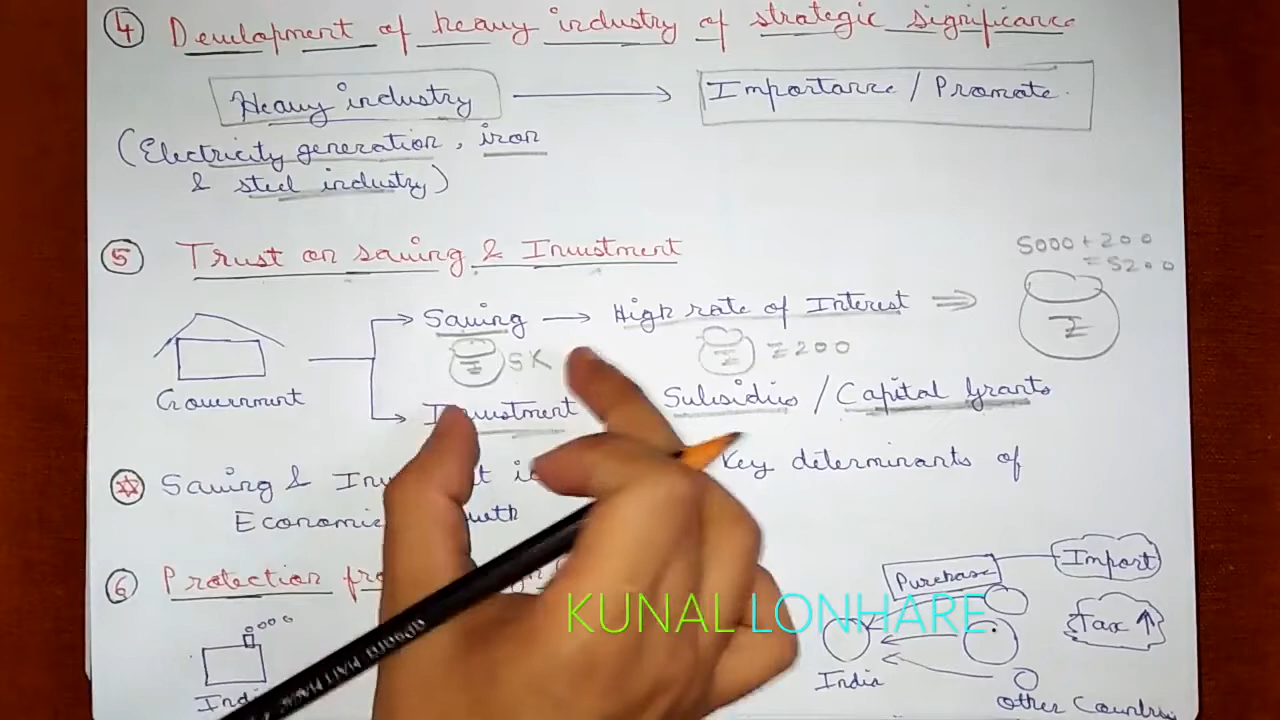 ④ Development of heavy industry of strategic significance
Heavy industry → Importance / Promote.
(Electricity generation, iron
& steel industry)
⑤ Trust on saving & Investment
5000 + 200
= 5200
Saving → High rate of Interest ⇒
5K
200
Government
Investment
Subsidies / Capital Grants
Saving &
Key determinants of
Economic
⑥ Protection
Purchase
Import
Tax ↑
KUNAL LONHARE
India
India
Other